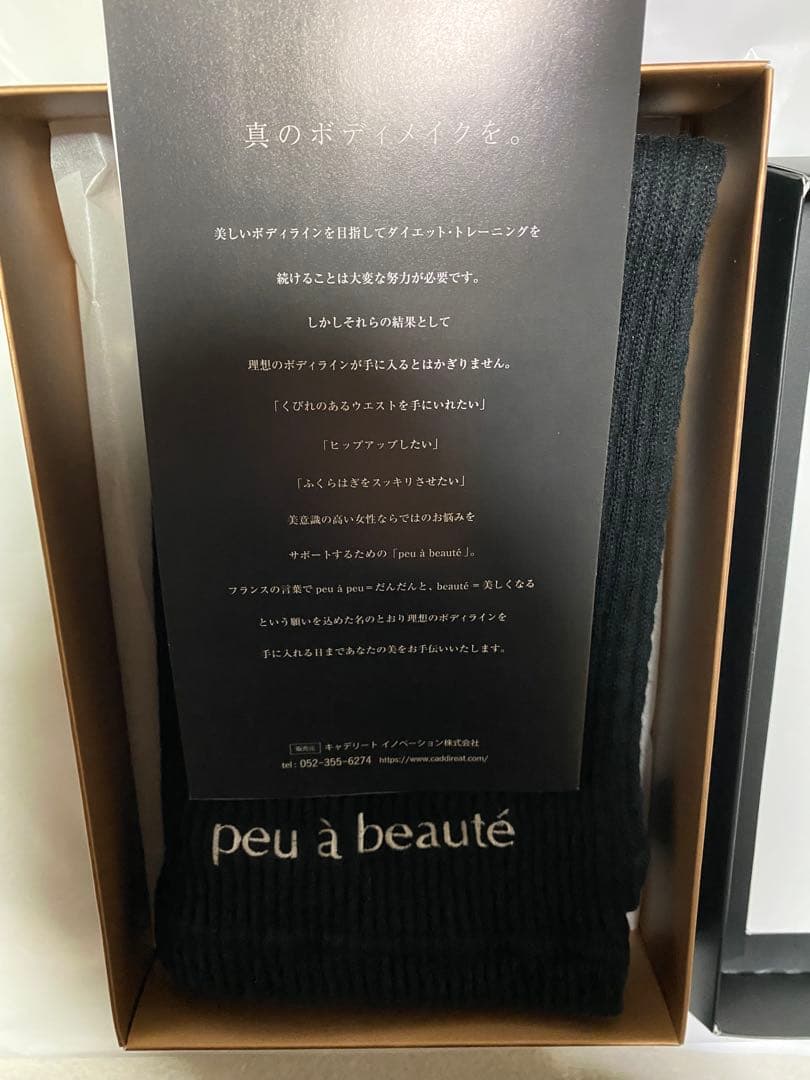 真のボディメイクを。
美しいボディラインを目指してダイエット・トレーニングを
続けることは大変な努力が必要です。
しかしそれらの結果として
理想のボディラインが手に入るとはかぎりません。
「くびれのあるウエストを手にいれたい」
「ヒップアップしたい」
「ふくらはぎをスッキリさせたい」
美意識の高い女性ならではのお悩みを
サポートするための「peu à beauté」。
フランスの言葉で peu à peu = だんだんと、beauté = 美しくなる
という願いを込めた名のとおり理想のボディラインを
手に入れる日まであなたの美をお手伝いいたします。
販売元 キャデリート イノベーション株式会社
tel : 052-355-6274 https://www.caddireat.com/
peu à beauté